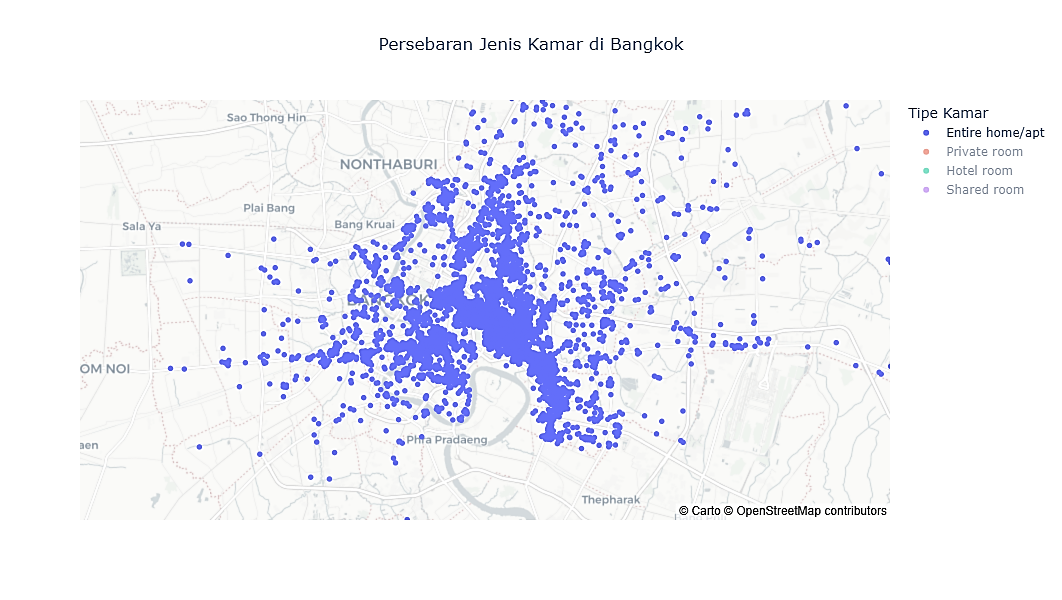 Persebaran Jenis Kamar di Bangkok
Tipe Kamar
Entire home/apt
Private room
Hotel room
Shared room
Sao Thong Hin
NONTHABURI
Plai Bang
Sala Ya
Bang Kruai
BANGKOK
OM NOI
Phra Pradaeng
aen
Thepharak
© Carto © OpenStreetMap contributors